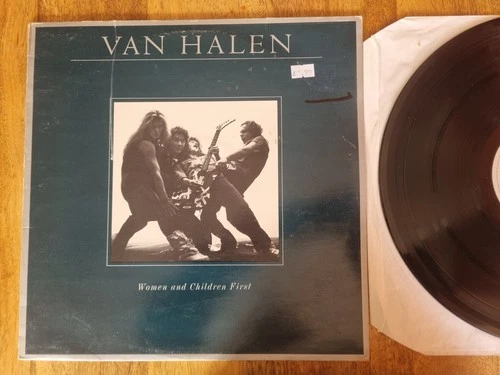 VAN HALEN
Women and Children First